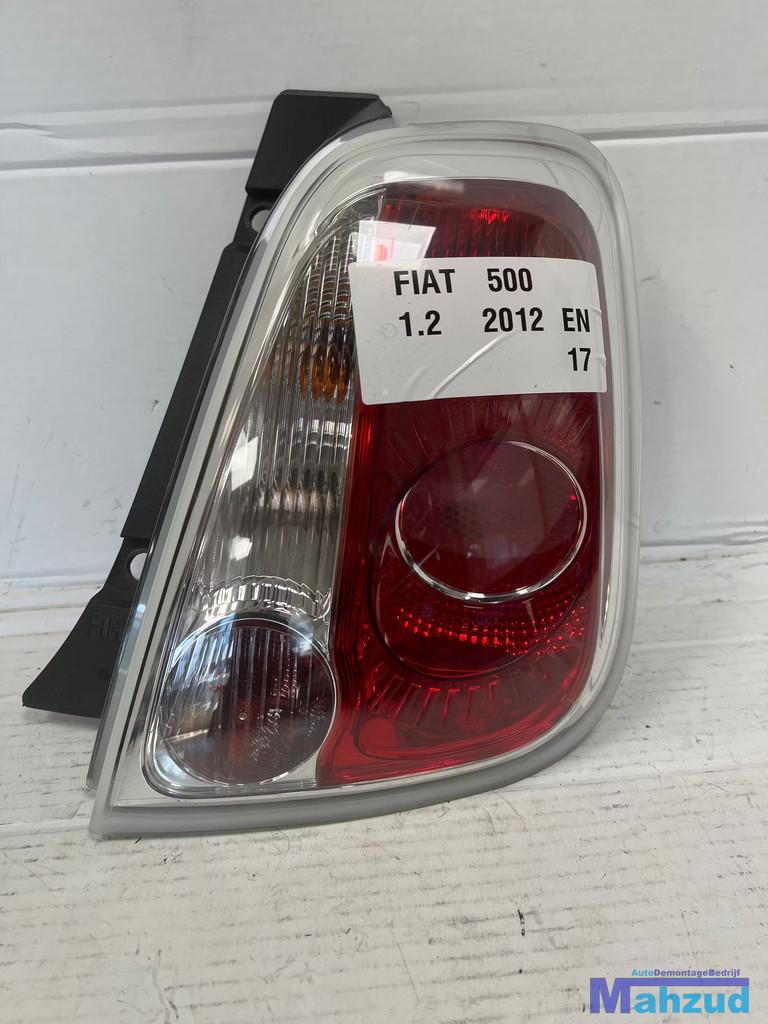 FIAT 500
1.2 2012 EN
17
AutoDemontageBedrijf
Mahzud